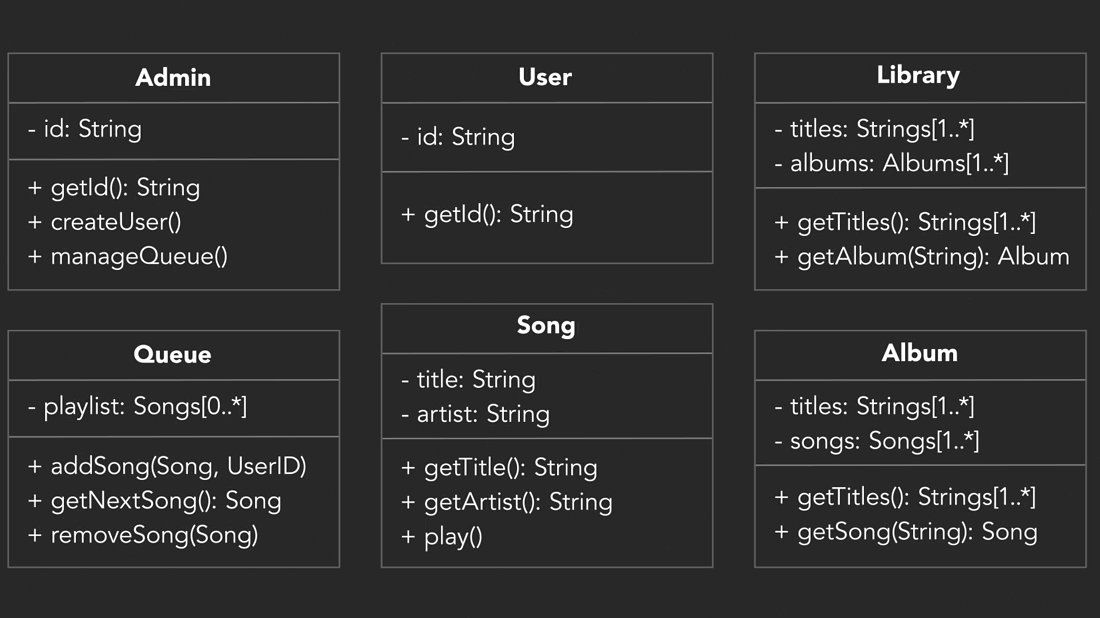 Admin
- id: String
+ getId(): String
+ createUser()
+ manageQueue()
User
- id: String
+ getId(): String
Library
- titles: Strings[1..*]
- albums: Albums[1..*]
+ getTitles(): Strings[1..*]
+ getAlbum(String): Album
Queue
- playlist: Songs[0..*]
+ addSong(Song, UserID)
+ getNextSong(): Song
+ removeSong(Song)
Song
- title: String
- artist: String
+ getTitle(): String
+ getArtist(): String
+ play()
Album
- titles: Strings[1..*]
- songs: Songs[1..*]
+ getTitles(): Strings[1..*]
+ getSong(String): Song